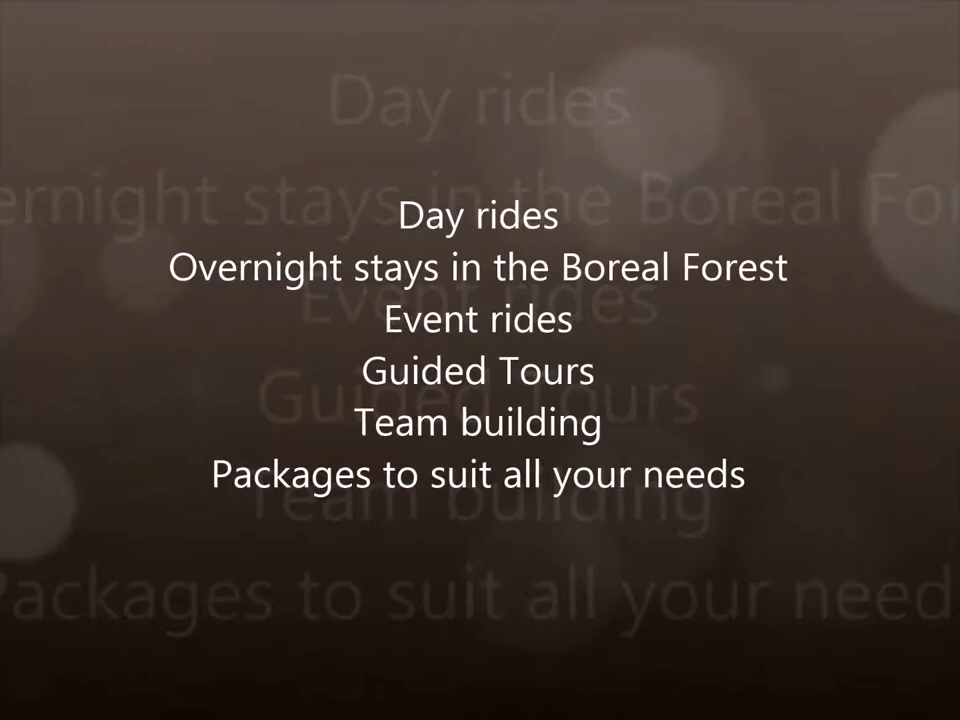 Day rides
Overnight stays in the Boreal Forest
Event rides
Guided Tours
Team building
Packages to suit all your needs